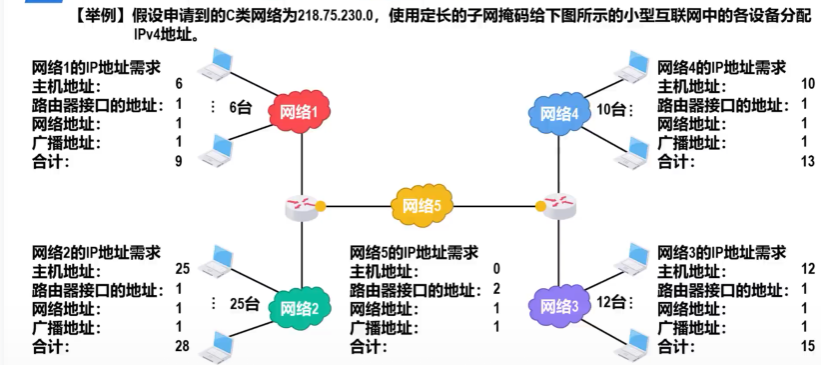 【举例】假设申请到的C类网络为218.75.230.0，使用定长的子网掩码给下图所示的小型互联网中的各设备分配
IPv4地址。
网络1的IP地址需求
主机地址： 6
路由器接口的地址： 1
网络地址： 1
广播地址： 1
合计： 9
⋮ 6台
网络1
网络4
10台⋮
网络4的IP地址需求
主机地址： 10
路由器接口的地址： 1
网络地址： 1
广播地址： 1
合计： 13
网络5
网络2的IP地址需求
主机地址： 25
路由器接口的地址： 1
网络地址： 1
广播地址： 1
合计： 28
⋮ 25台
网络2
网络5的IP地址需求
主机地址： 0
路由器接口的地址： 2
网络地址： 1
广播地址： 1
合计：
网络3
12台⋮
网络3的IP地址需求
主机地址： 12
路由器接口的地址： 1
网络地址： 1
广播地址： 1
合计： 15